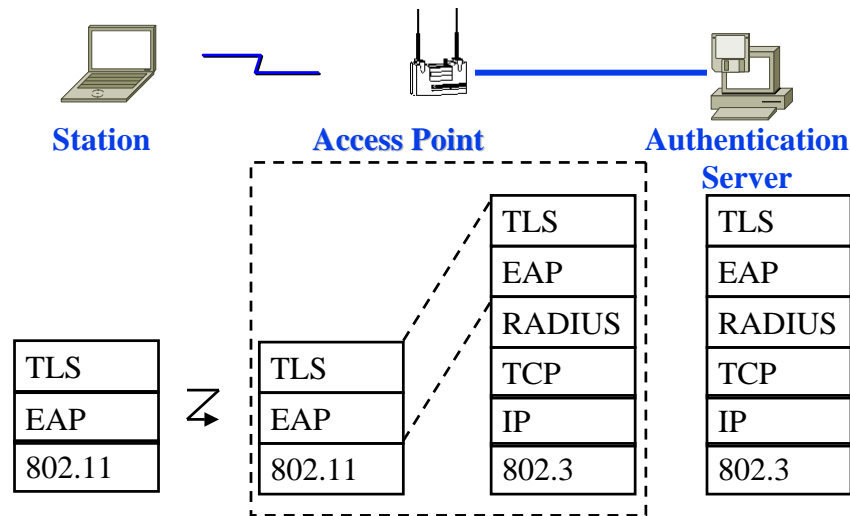 Station
Access Point
Authentication
Server
TLS
EAP
802.11
TLS
EAP
802.11
TLS
EAP
RADIUS
TCP
IP
802.3
TLS
EAP
RADIUS
TCP
IP
802.3